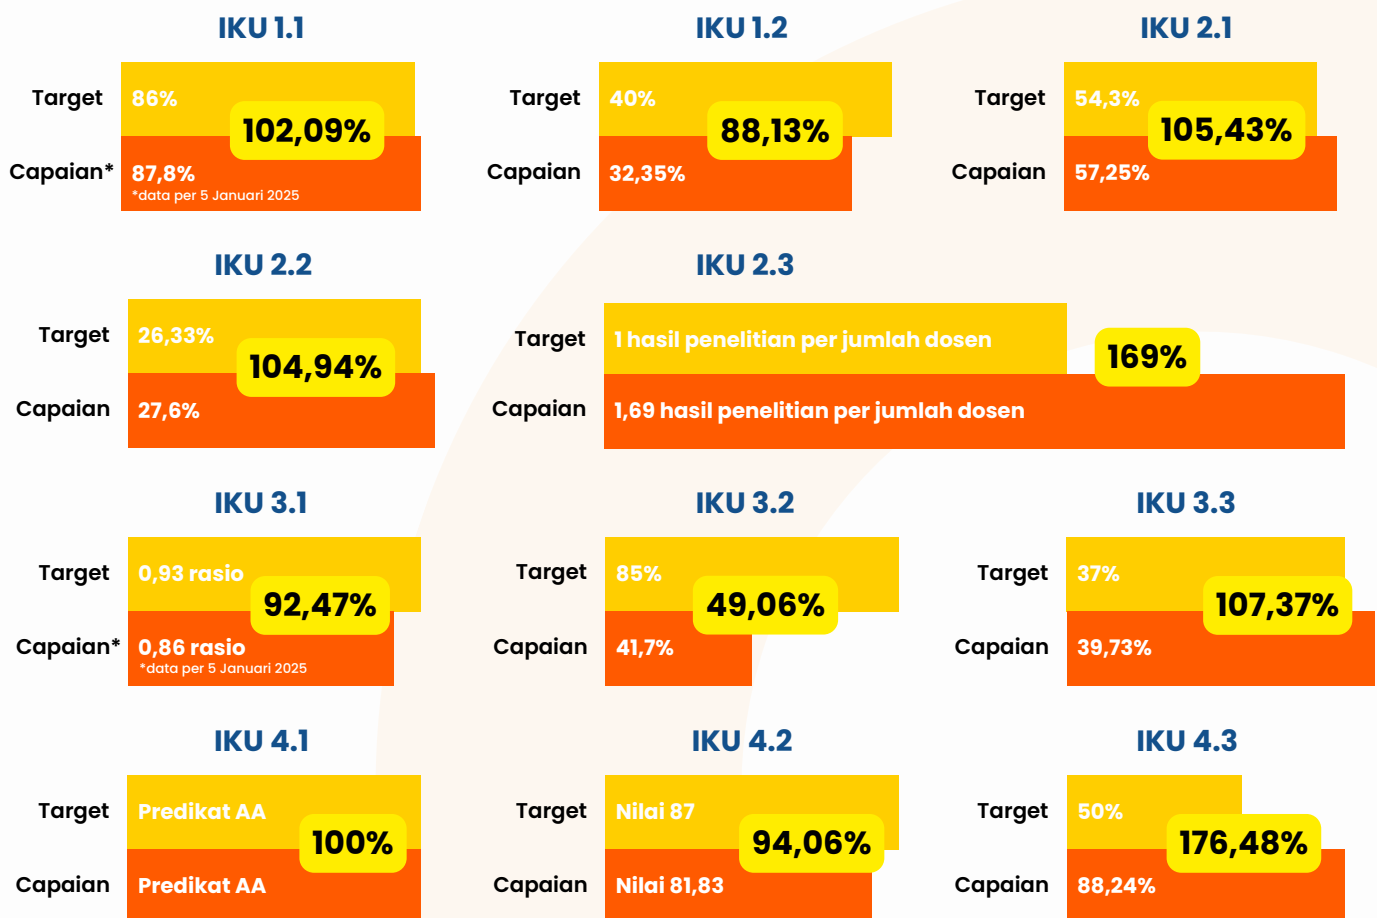 IKU 1.1
Target
86%
102,09%
Capaian*
87,8%
*data per 5 Januari 2025
IKU 1.2
Target
40%
88,13%
Capaian
32,35%
IKU 2.1
Target
54,3%
105,43%
Capaian
57,25%
IKU 2.2
Target
26,33%
104,94%
Capaian
27,6%
IKU 2.3
Target
1 hasil penelitian per jumlah dosen
169%
Capaian
1,69 hasil penelitian per jumlah dosen
IKU 3.1
Target
0,93 rasio
92,47%
Capaian*
0,86 rasio
*data per 5 Januari 2025
IKU 3.2
Target
85%
49,06%
Capaian
41,7%
IKU 3.3
Target
37%
107,37%
Capaian
39,73%
IKU 4.1
Target
Predikat AA
100%
Capaian
Predikat AA
IKU 4.2
Target
Nilai 87
94,06%
Capaian
Nilai 81,83
IKU 4.3
Target
50%
176,48%
Capaian
88,24%